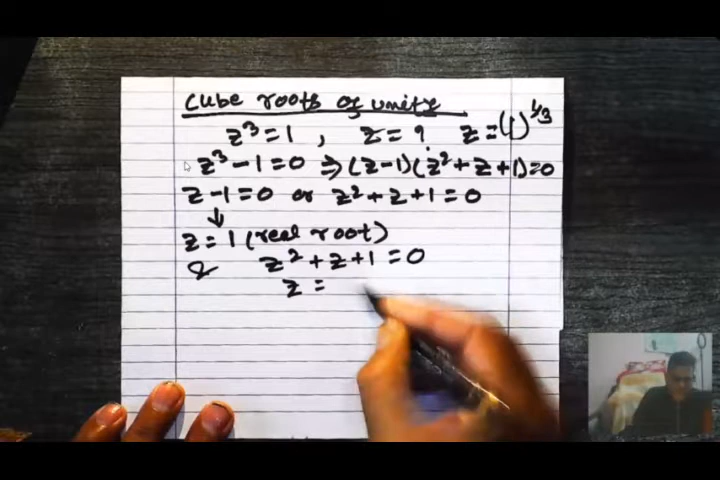 Cube roots of unity
z³=1 , z=? z=(1)^1/3
z³-1=0 ⇒(z-1)(z²+z+1)=0
z-1=0 or z²+z+1=0
↓
z=1(real root)
& z²+z+1=0
z=